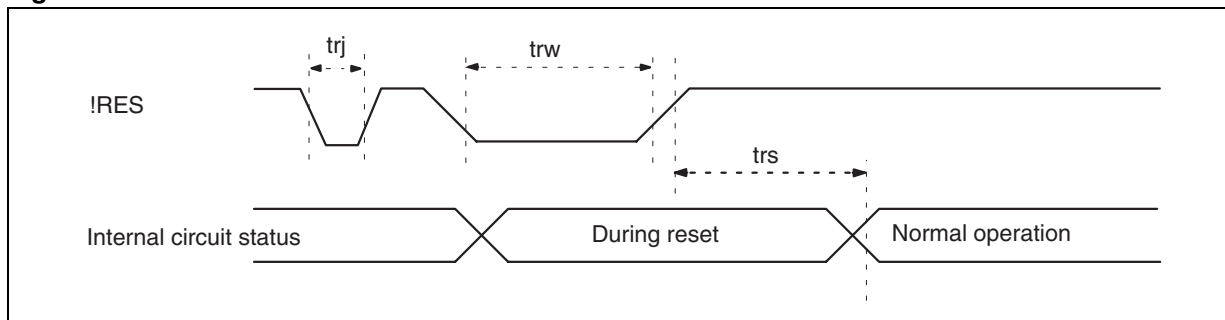 trj
trw
!RES
trs
Internal circuit status
During reset
Normal operation